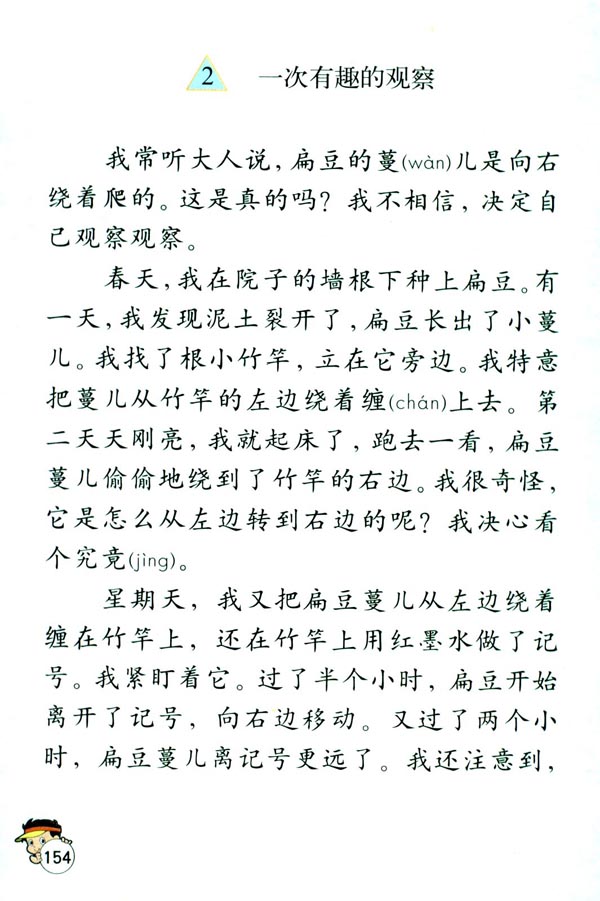 2 一次有趣的观察
我常听大人说，扁豆的蔓(wàn)儿是向右
绕着爬的。这是真的吗？我不相信，决定自
己观察观察。
春天，我在院子的墙根下种上扁豆。有
一天，我发现泥土裂开了，扁豆长出了小蔓
儿。我找了根小竹竿，立在它旁边。我特意
把蔓儿从竹竿的左边绕着缠(chán)上去。第
二天天刚亮，我就起床了，跑去一看，扁豆
蔓儿偷偷地绕到了竹竿的右边。我很奇怪，
它是怎么从左边转到右边的呢？我决心看
个究竟(jìng)。
星期天，我又把扁豆蔓儿从左边绕着
缠在竹竿上，还在竹竿上用红墨水做了记
号。我紧盯着它。过了半个小时，扁豆开始
离开了记号，向右边移动。又过了两个小
时，扁豆蔓儿离记号更远了。我还注意到，
154